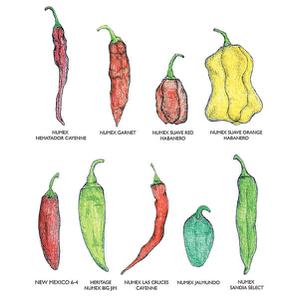 NUMEX
NEMATADOR CAYENNE
NUMEX GARNET
NUMEX SUAVE RED
HABANERO
NUMEX SUAVE ORANGE
HABANERO
NEW MEXICO 6-4
HERITAGE
NUMEX BIG JIM
NUMEX LAS CRUCES
CAYENNE
NUMEX JALMUNDO
NUMEX
SANDIA SELECT